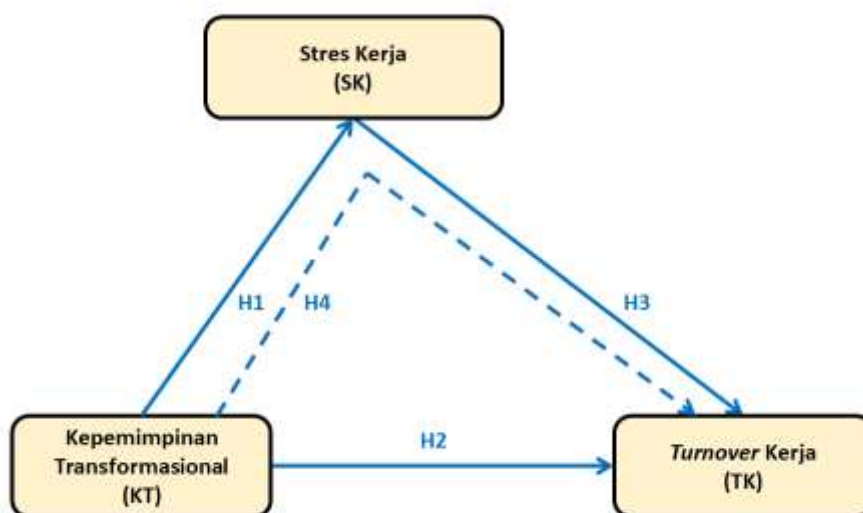 Stres Kerja
(SK)
H1
H4
H3
Kepemimpinan
Transformasional
(KT)
H2
Turnover Kerja
(TK)